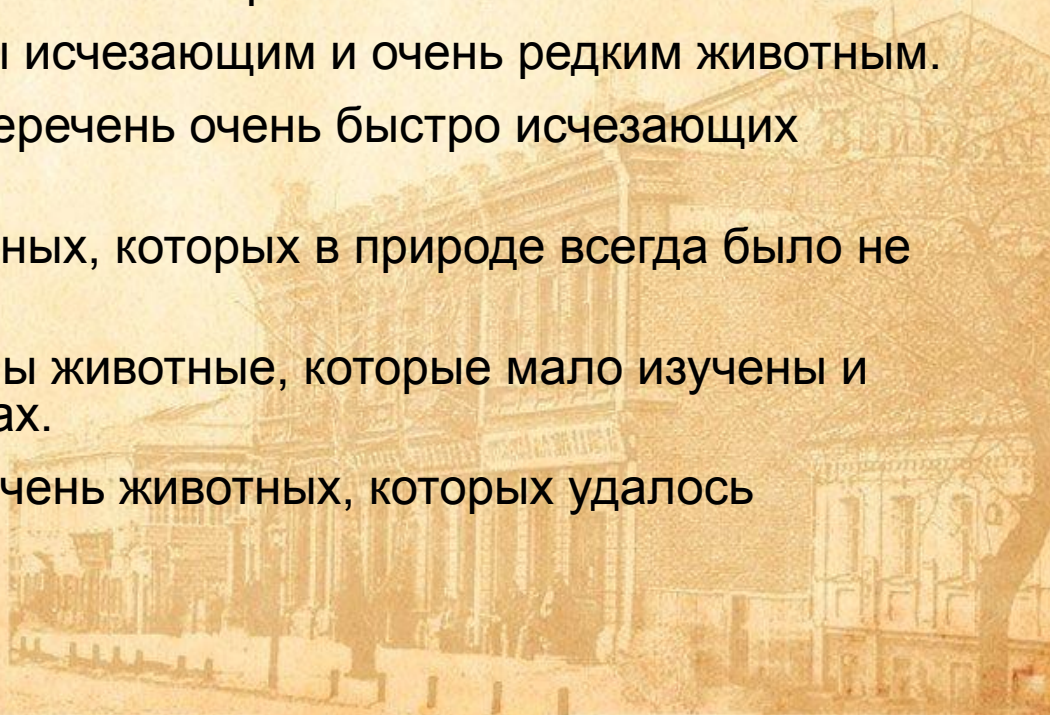 исчезающим и очень редким животным.
еречень очень быстро исчезающих
ных, которых в природе всегда было не
ы животные, которые мало изучены и
ах.
чень животных, которых удалось